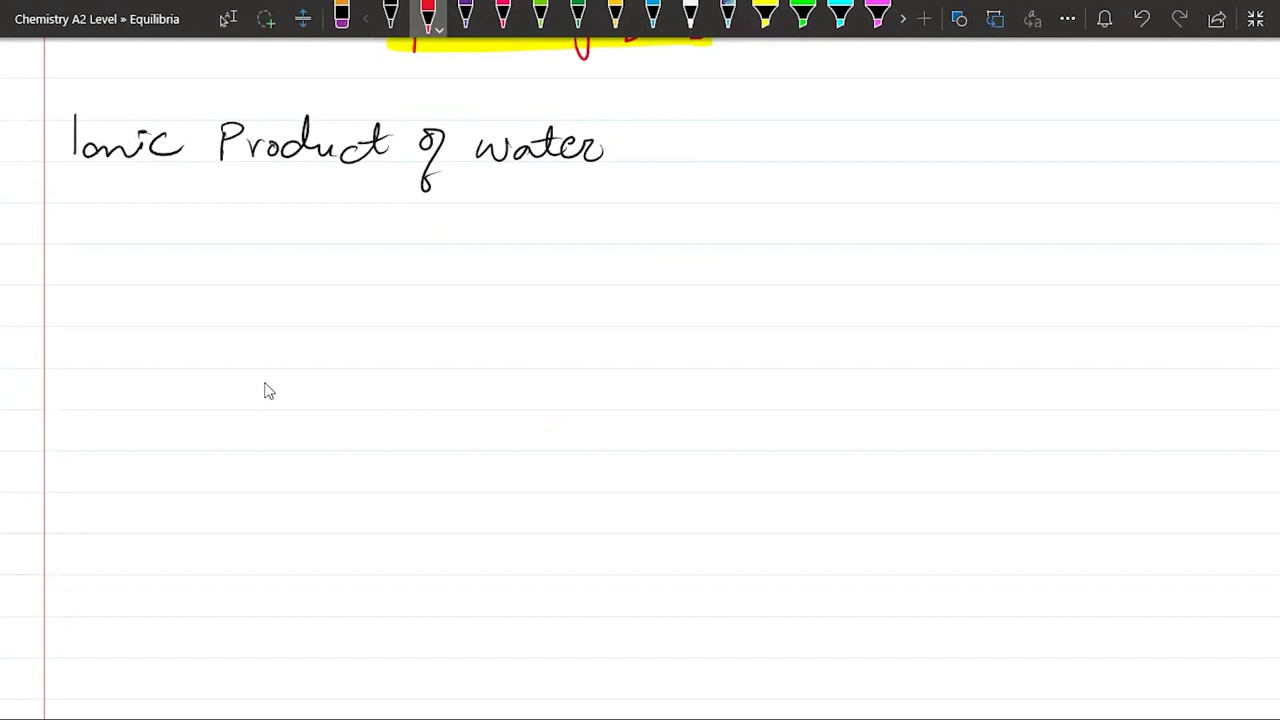 Chemistry A2 Level » Equilibria
Ionic Product of water